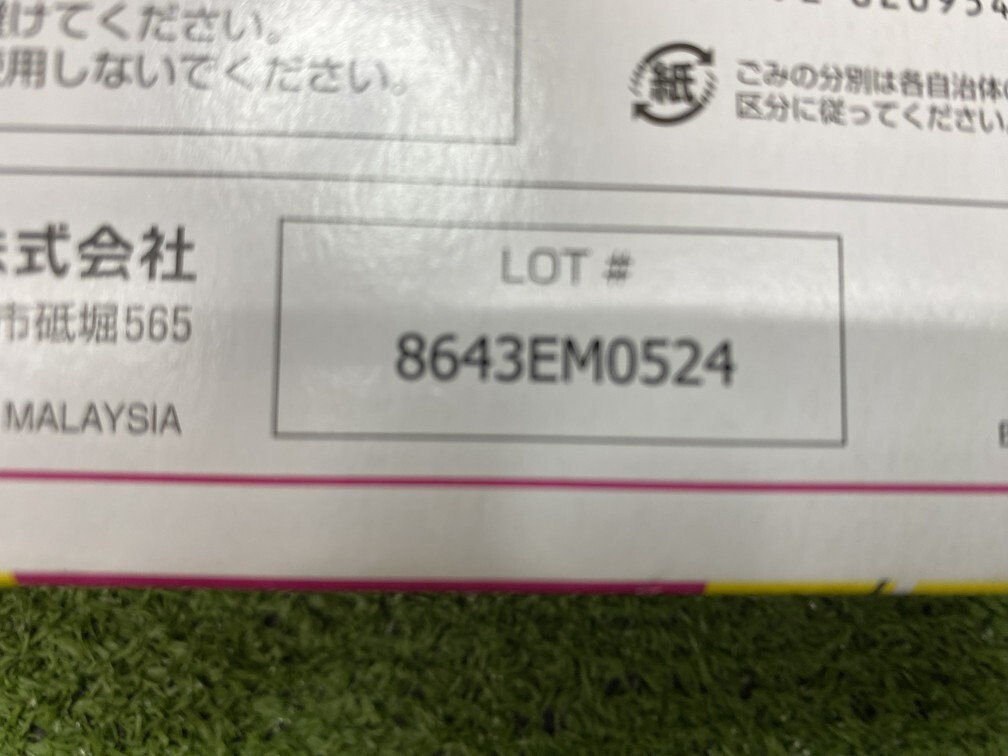 けてください。
用しないでください。
紙
ごみの分別は各自治体の
区分に従ってください。
式会社
市砥堀565
MALAYSIA
LOT #
8643EM0524